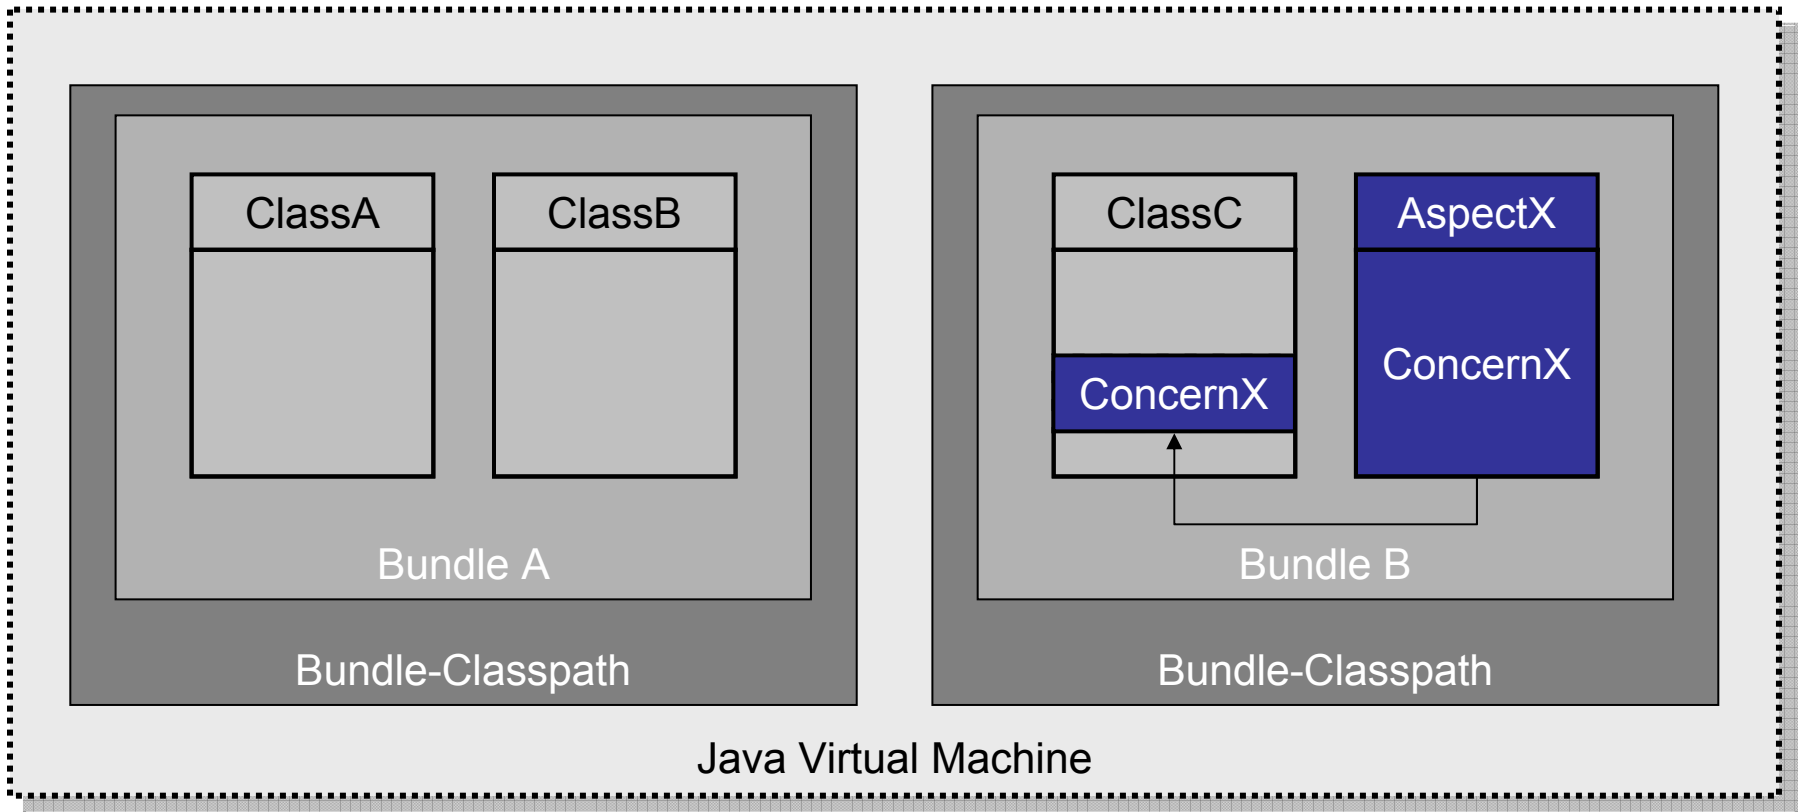 ClassA
ClassB
Bundle A
Bundle-Classpath
ClassC
AspectX
ConcernX
ConcernX
Bundle B
Bundle-Classpath
Java Virtual Machine